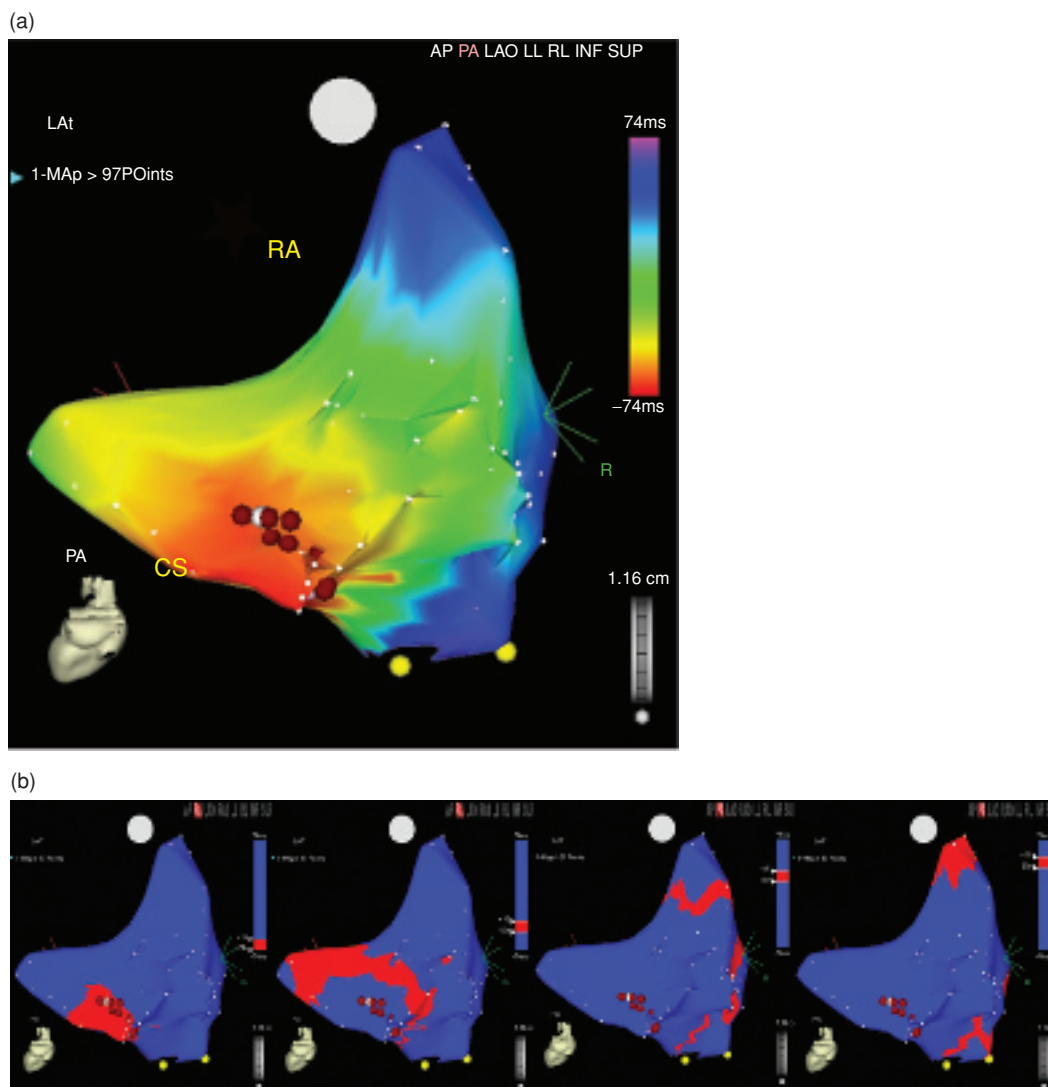 (a)
AP PA LAO LL RL INF SUP
LAt
74ms
1-MAp > 97POints
RA
−74ms
R
PA
CS
1.16 cm
(b)